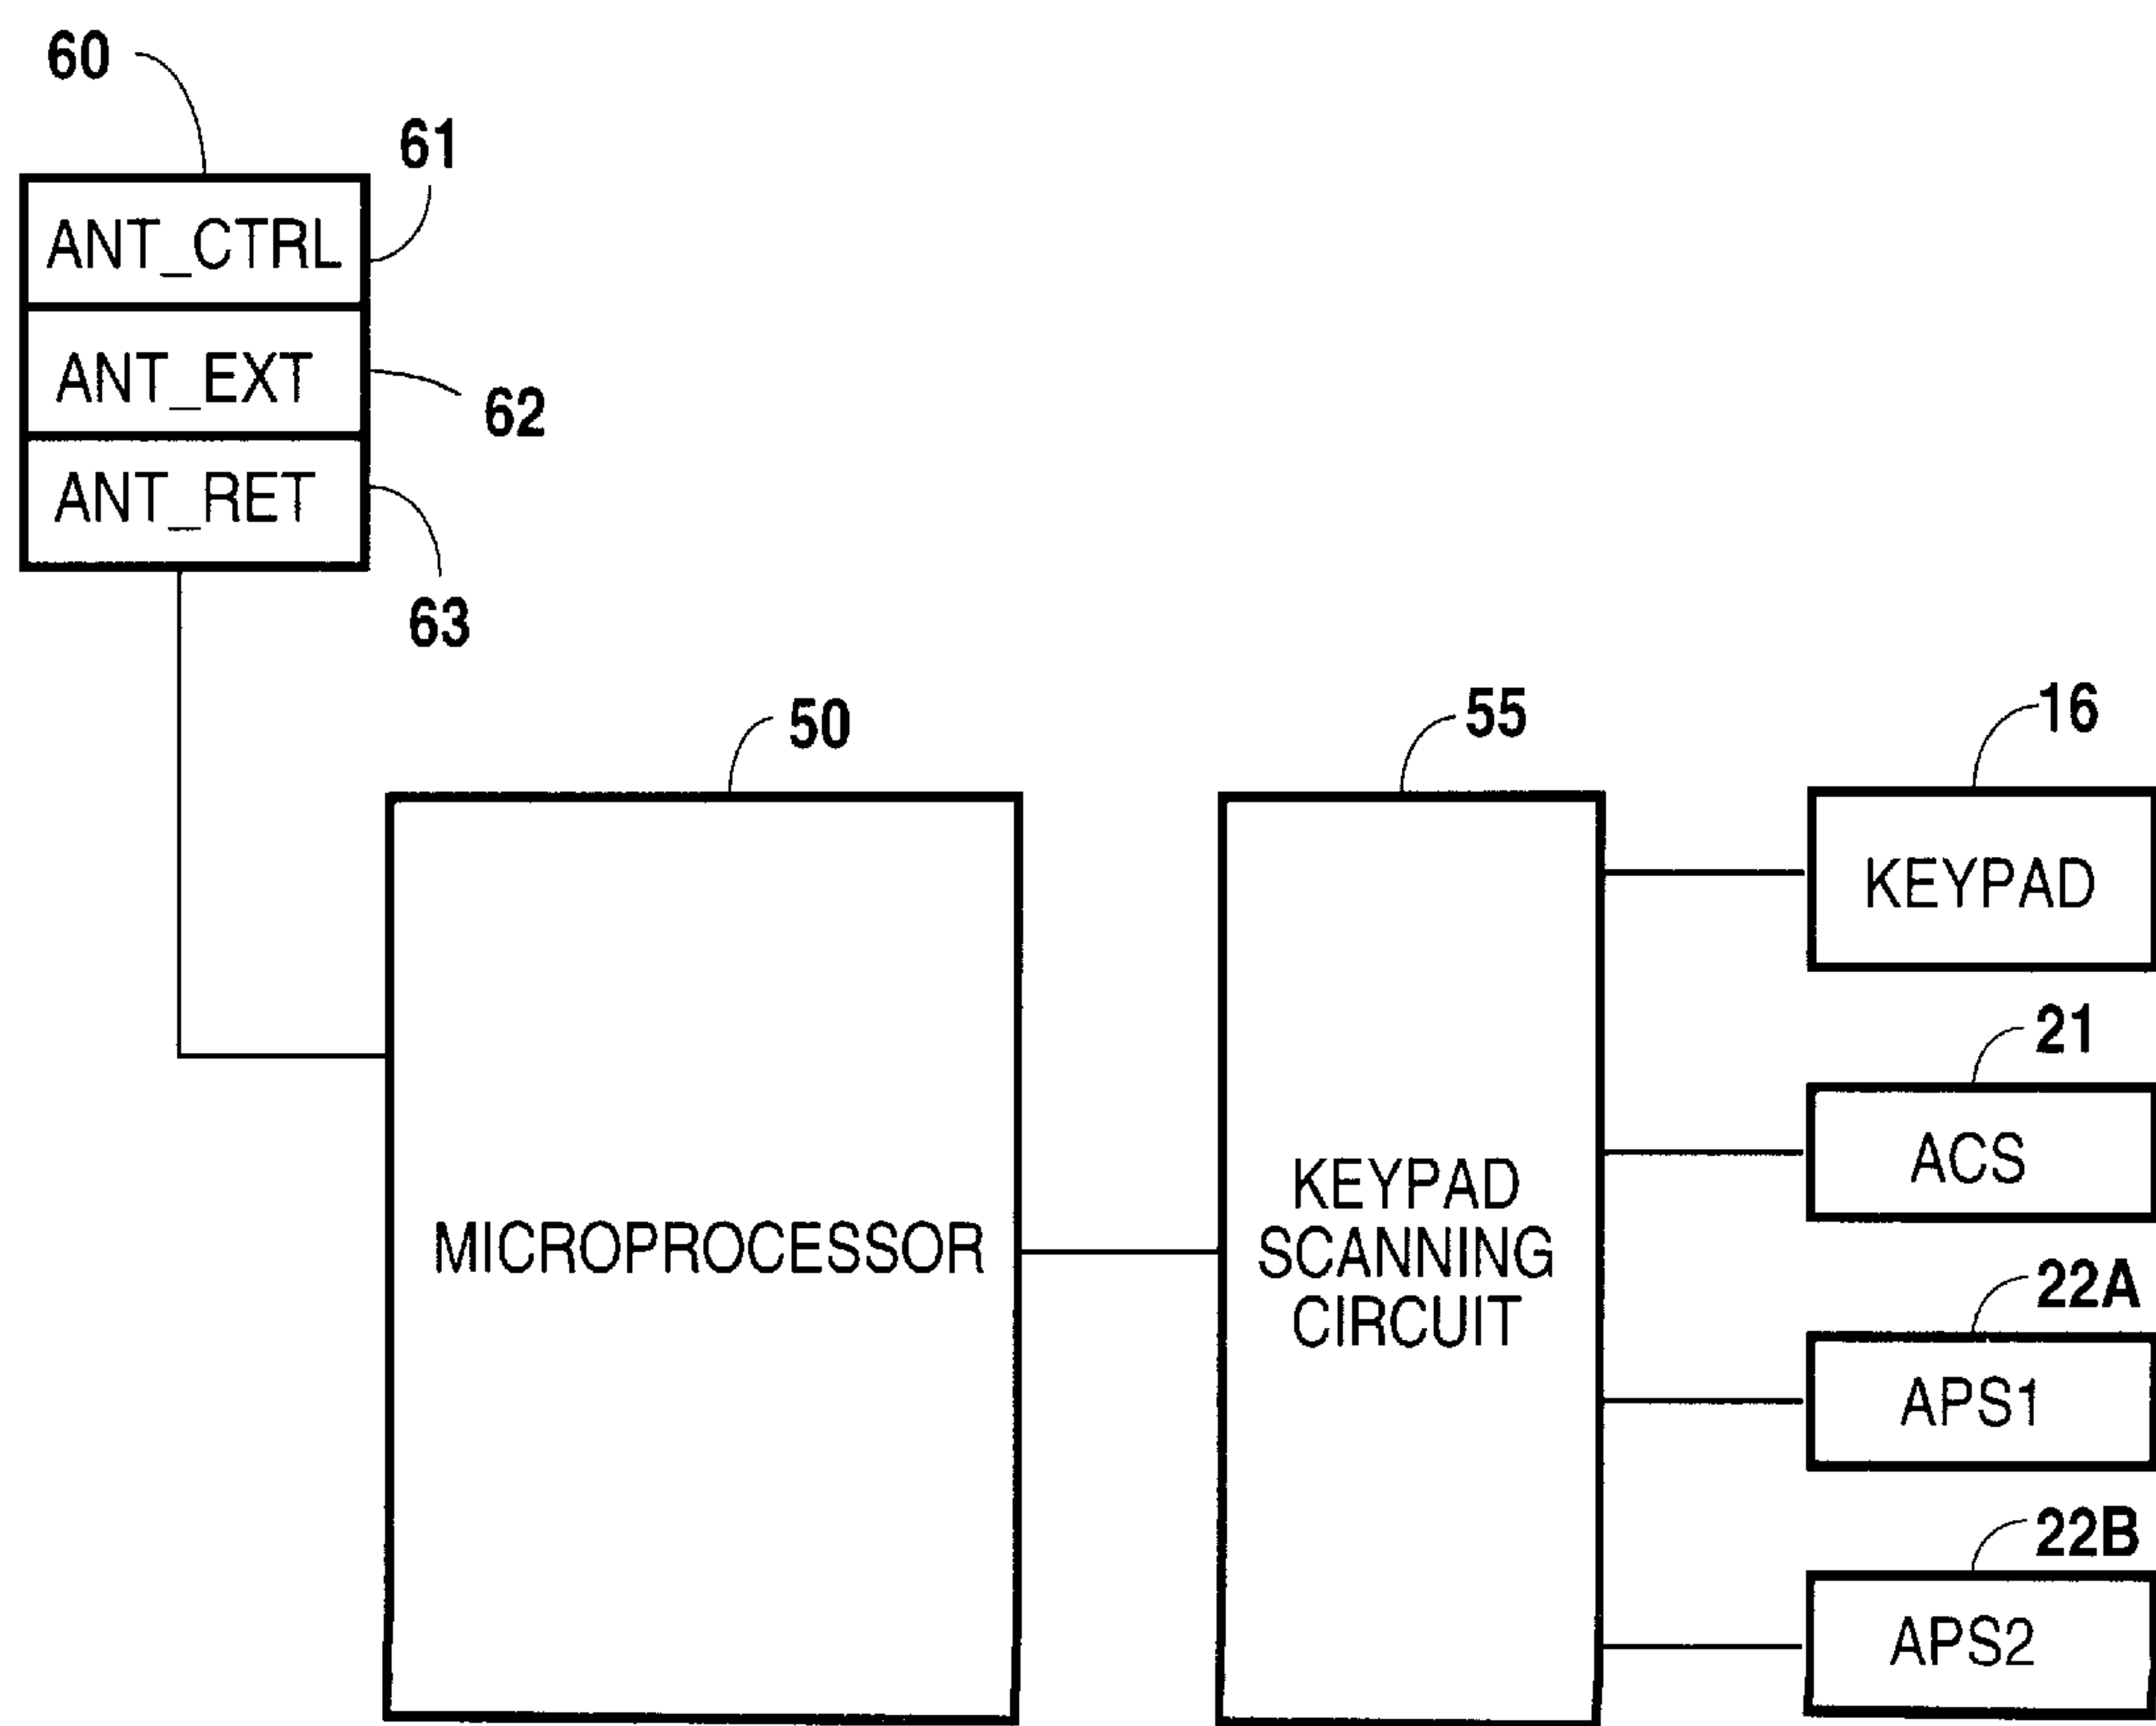 60
61
ANT_CTRL
ANT_EXT
62
ANT_RET
63
50
55
16
KEYPAD
21
ACS
MICROPROCESSOR
KEYPAD
SCANNING
CIRCUIT
22A
APS1
22B
APS2